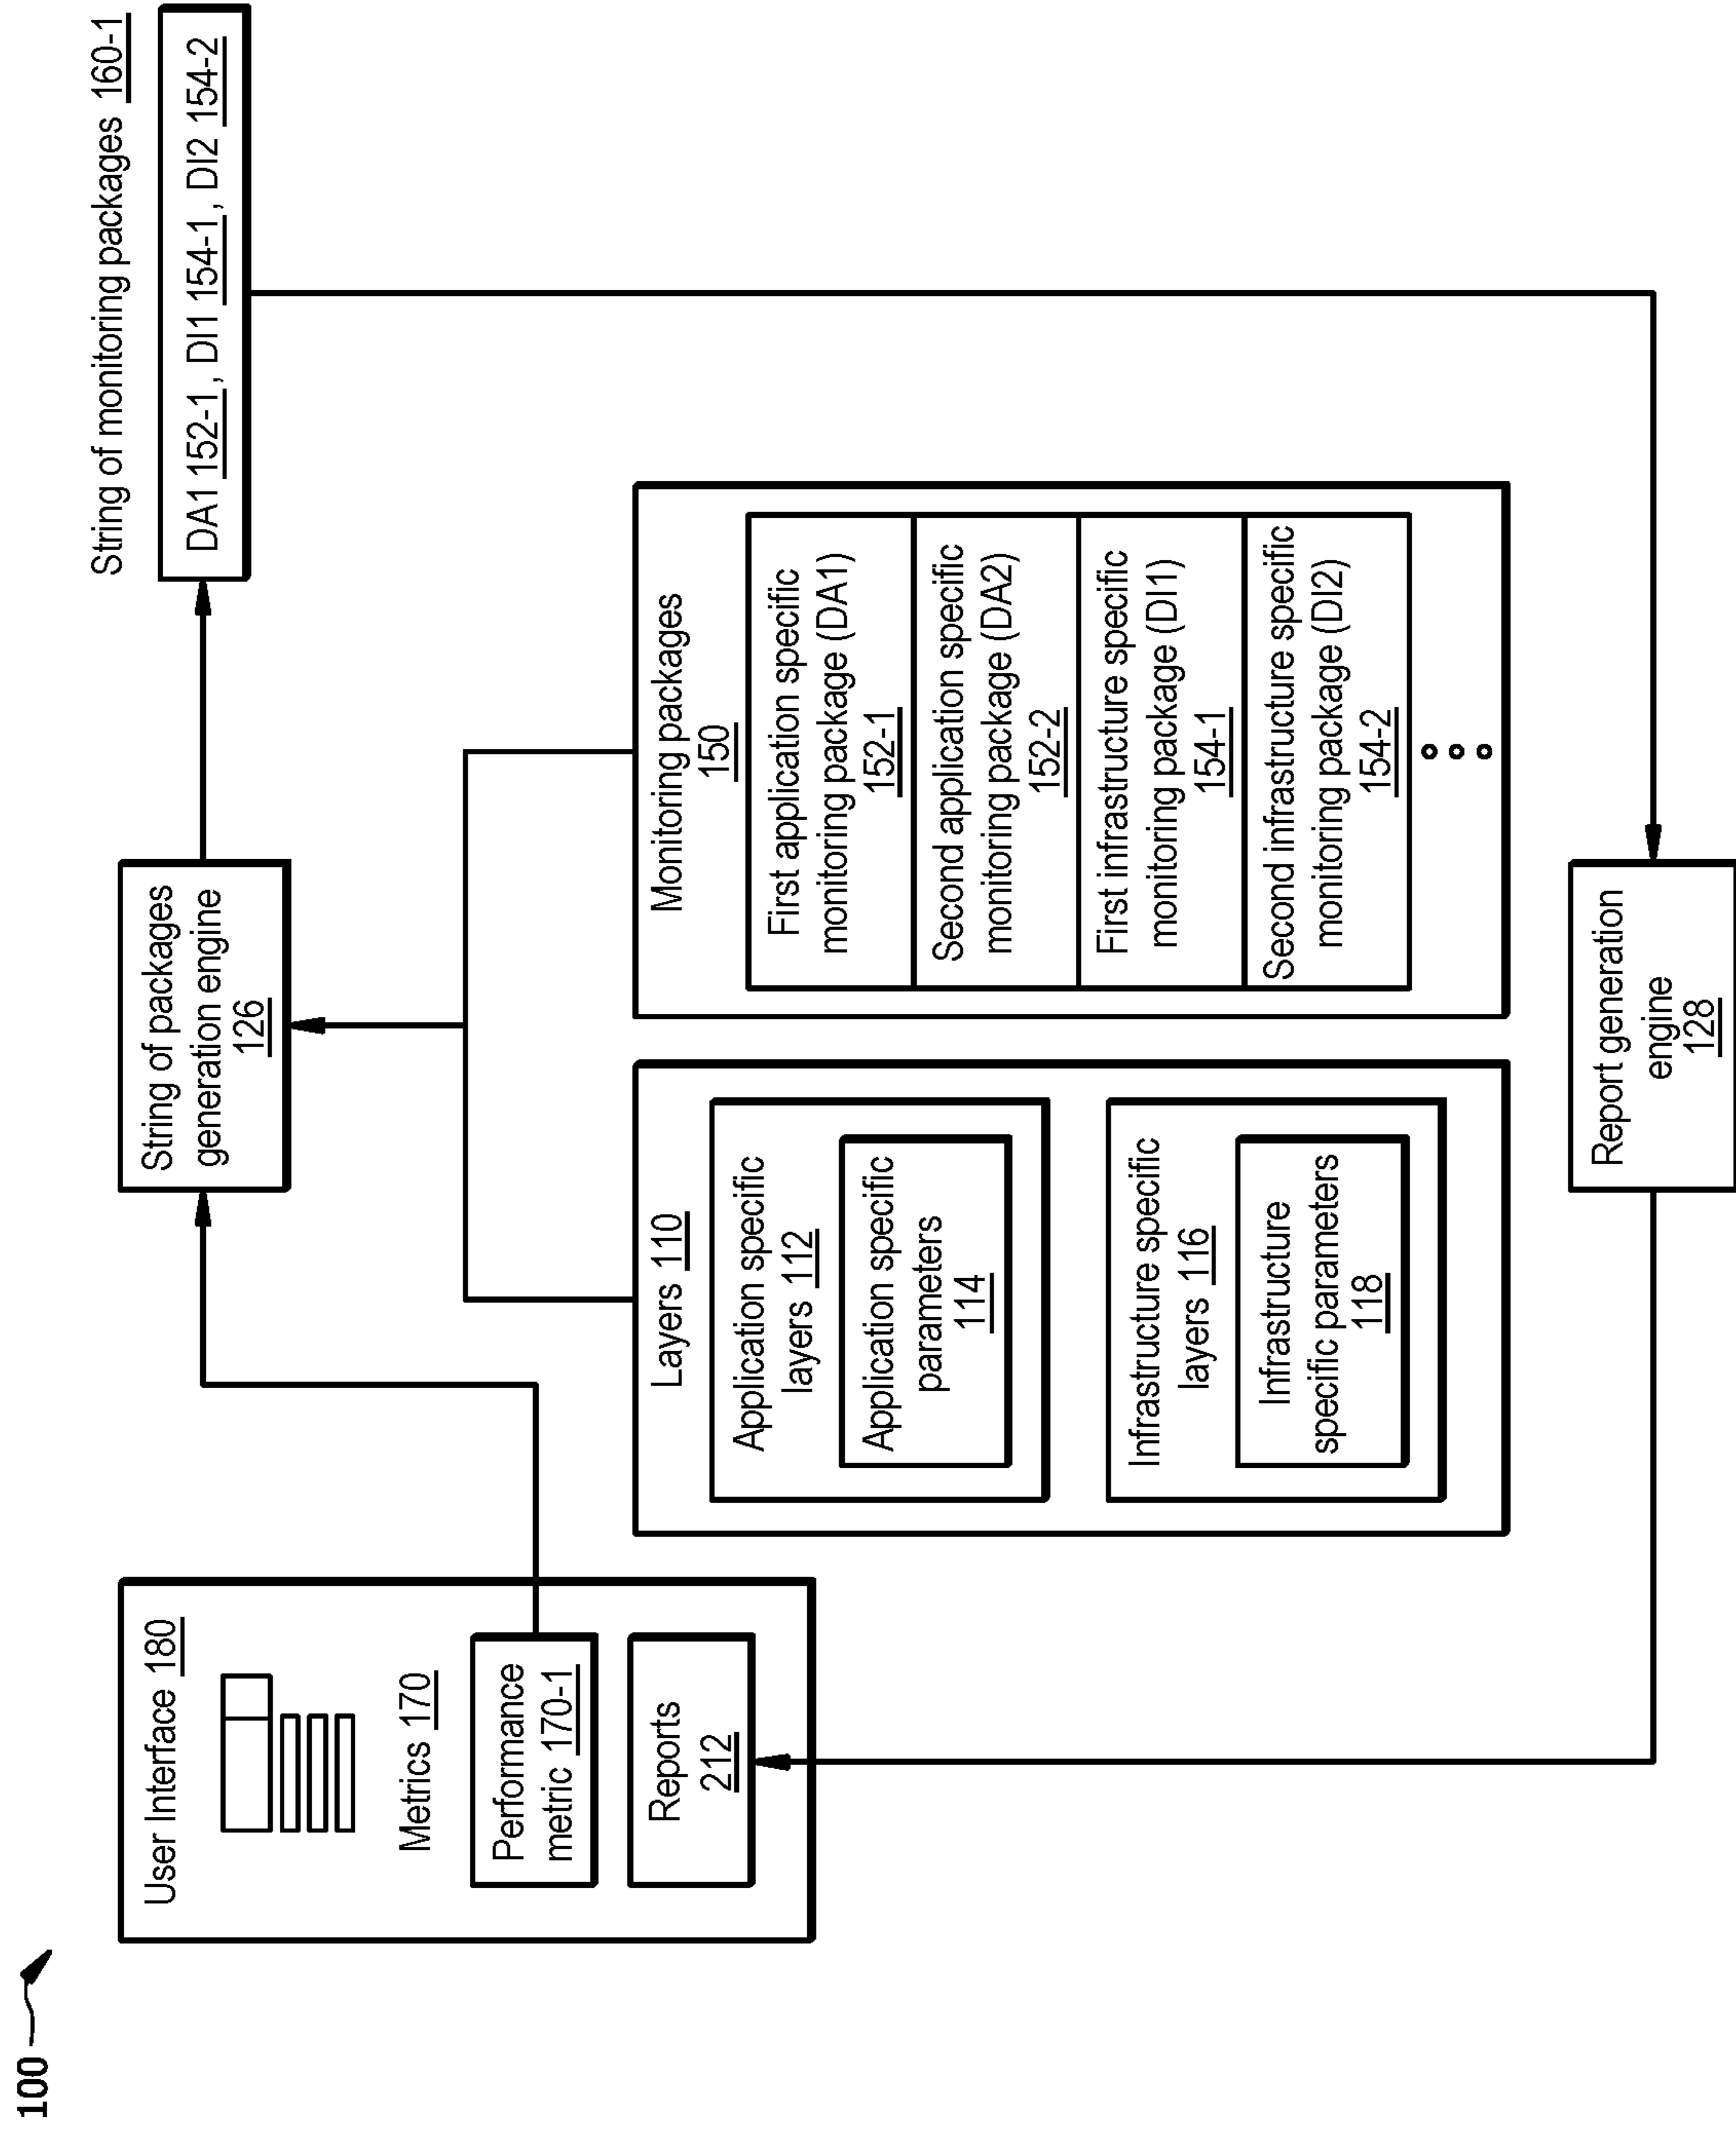 100
User Interface 180
Metrics 170
Performance
metric 170-1
Reports
212
String of packages
generation engine
126
String of monitoring packages 160-1
DA1 152-1, DI1 154-1, DI2 154-2
Layers 110
Application specific
layers 112
Application specific
parameters
114
Infrastructure specific
layers 116
Infrastructure
specific parameters
118
Monitoring packages
150
First application specific
monitoring package (DA1)
152-1
Second application specific
monitoring package (DA2)
152-2
First infrastructure specific
monitoring package (DI1)
154-1
Second infrastructure specific
monitoring package (DI2)
154-2
Report generation
engine
128